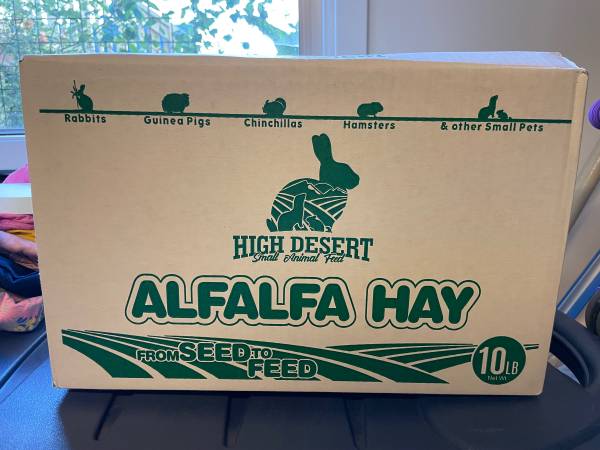 Rabbits Guinea Pigs Chinchillas Hamsters & other Small Pets
HIGH DESERT
Small Animal Feed
ALFALFA HAY
FROM SEED TO
FEED
10LB
Net Wt.